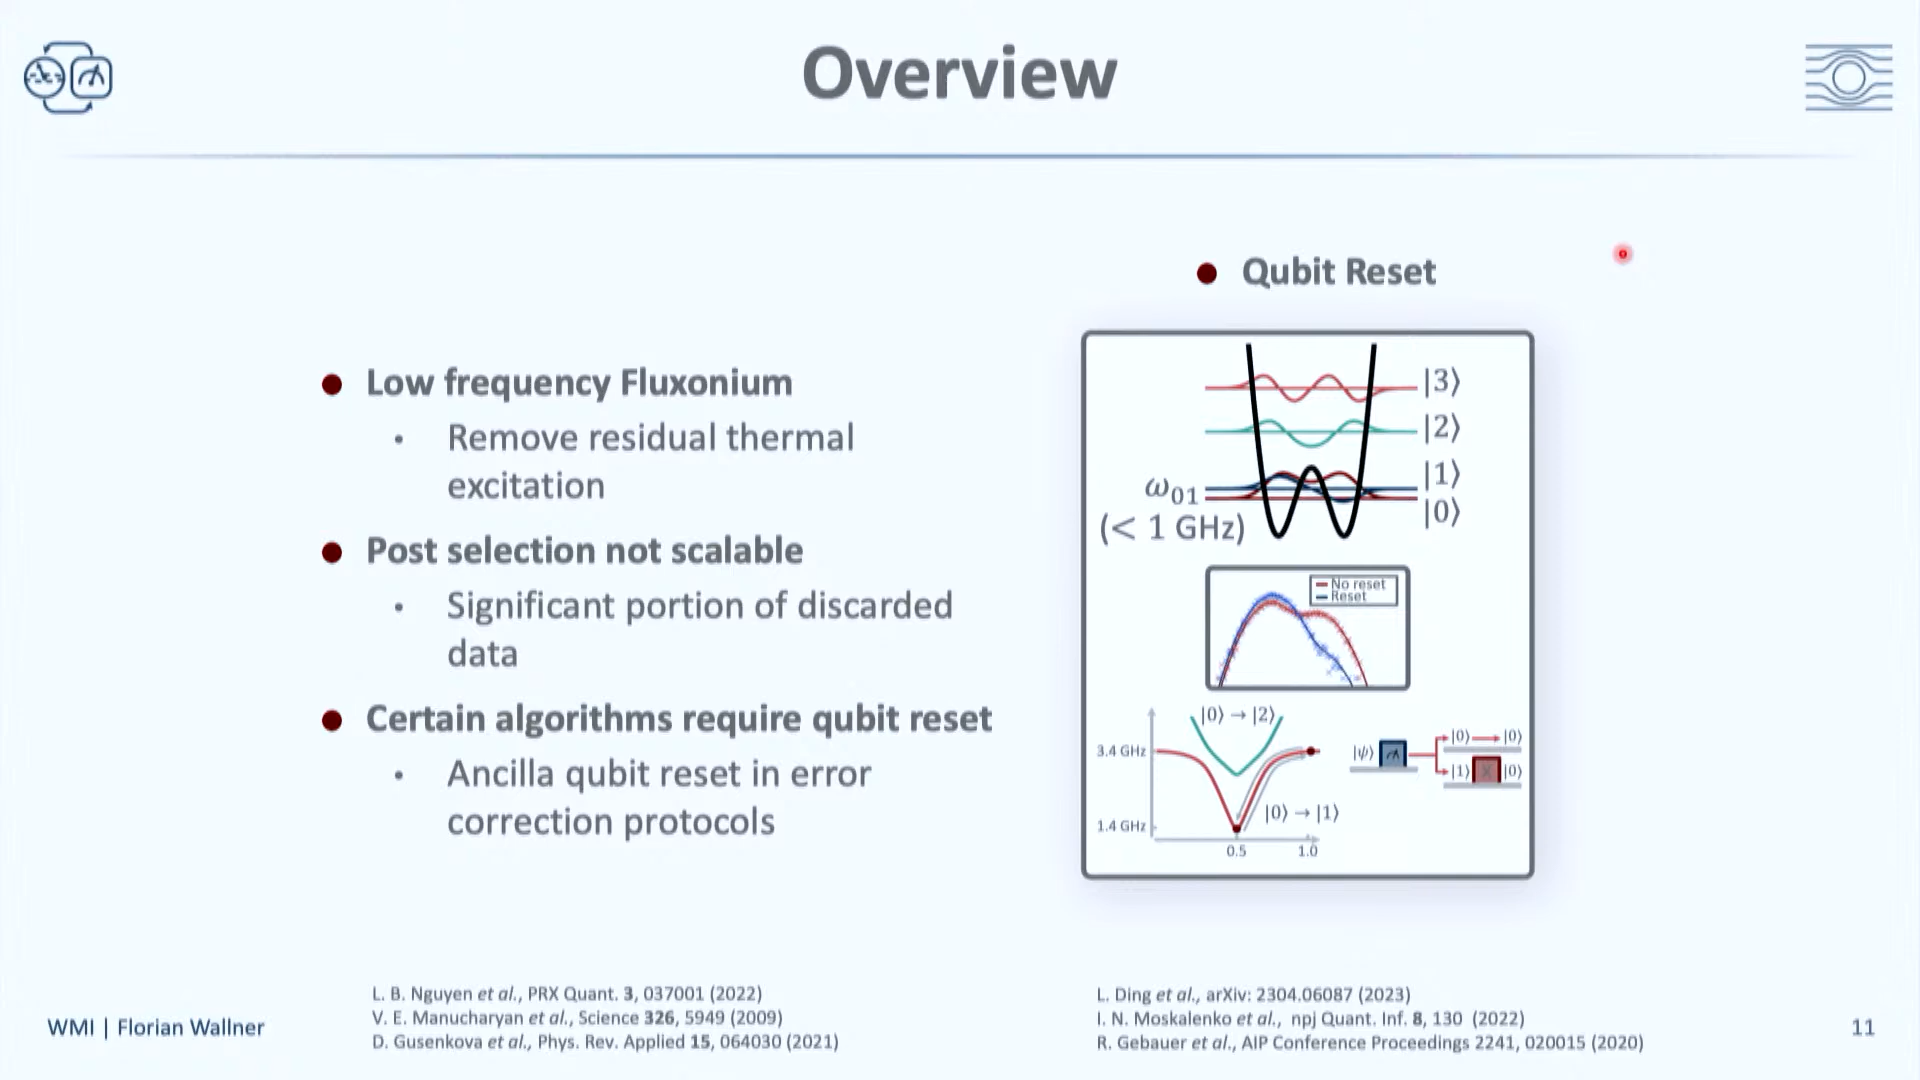 Overview
● Qubit Reset
● Low frequency Fluxonium
• Remove residual thermal
excitation
● Post selection not scalable
• Significant portion of discarded
data
● Certain algorithms require qubit reset
• Ancilla qubit reset in error
correction protocols
|3⟩
|2⟩
|1⟩
|0⟩
ω₀₁
(< 1 GHz)
No reset
Reset
|0⟩ → |2⟩
3.4 GHz
|0⟩ → |1⟩
1.4 GHz
0.5 1.0
|ψ⟩
|0⟩ → |0⟩
|1⟩ X |0⟩
L. B. Nguyen et al., PRX Quant. 3, 037001 (2022)
V. E. Manucharyan et al., Science 326, 5949 (2009)
D. Gusenkova et al., Phys. Rev. Applied 15, 064030 (2021)
L. Ding et al., arXiv: 2304.06087 (2023)
I. N. Moskalenko et al., npj Quant. Inf. 8, 130 (2022)
R. Gebauer et al., AIP Conference Proceedings 2241, 020015 (2020)
WMI | Florian Wallner
11